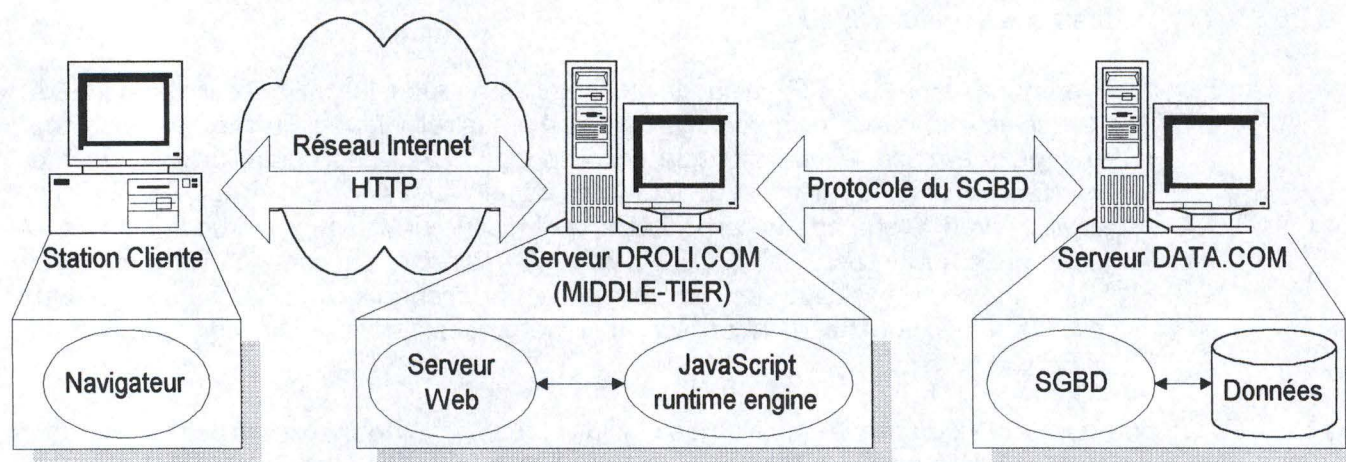 Réseau Internet
HTTP
Protocole du SGBD
Station Cliente
Serveur DROLI.COM
(MIDDLE-TIER)
Serveur DATA.COM
Navigateur
Serveur
Web
JavaScript
runtime engine
SGBD
Données